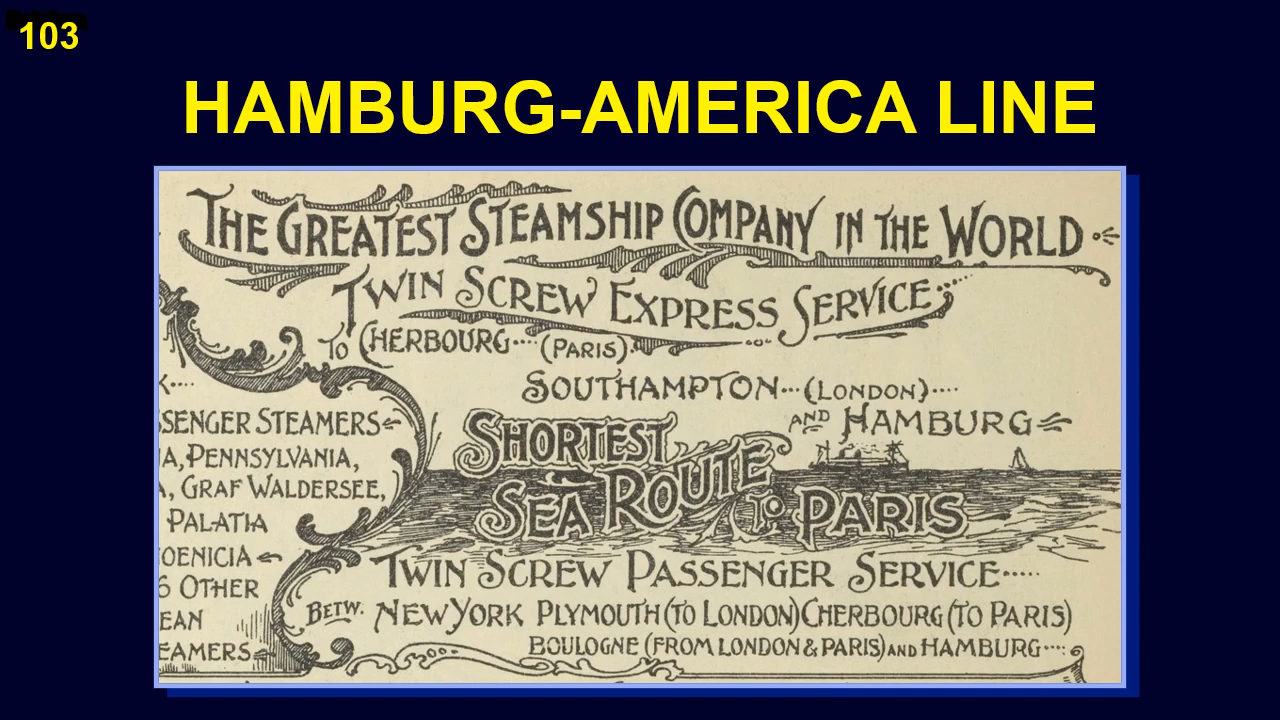 103
HAMBURG-AMERICA LINE
THE GREATEST STEAMSHIP COMPANY IN THE WORLD
TWIN SCREW EXPRESS SERVICE
TO CHERBOURG (PARIS)
SOUTHAMPTON (LONDON)
AND HAMBURG
SHORTEST
SEA ROUTE TO PARIS
K
SSENGER STEAMERS
A, PENNSYLVANIA,
A, GRAF WALDERSEE,
PALATIA
OENICIA
6 OTHER
EAN
EAMERS
TWIN SCREW PASSENGER SERVICE
BETW. NEW YORK PLYMOUTH (TO LONDON) CHERBOURG (TO PARIS)
BOULOGNE (FROM LONDON & PARIS) AND HAMBURG